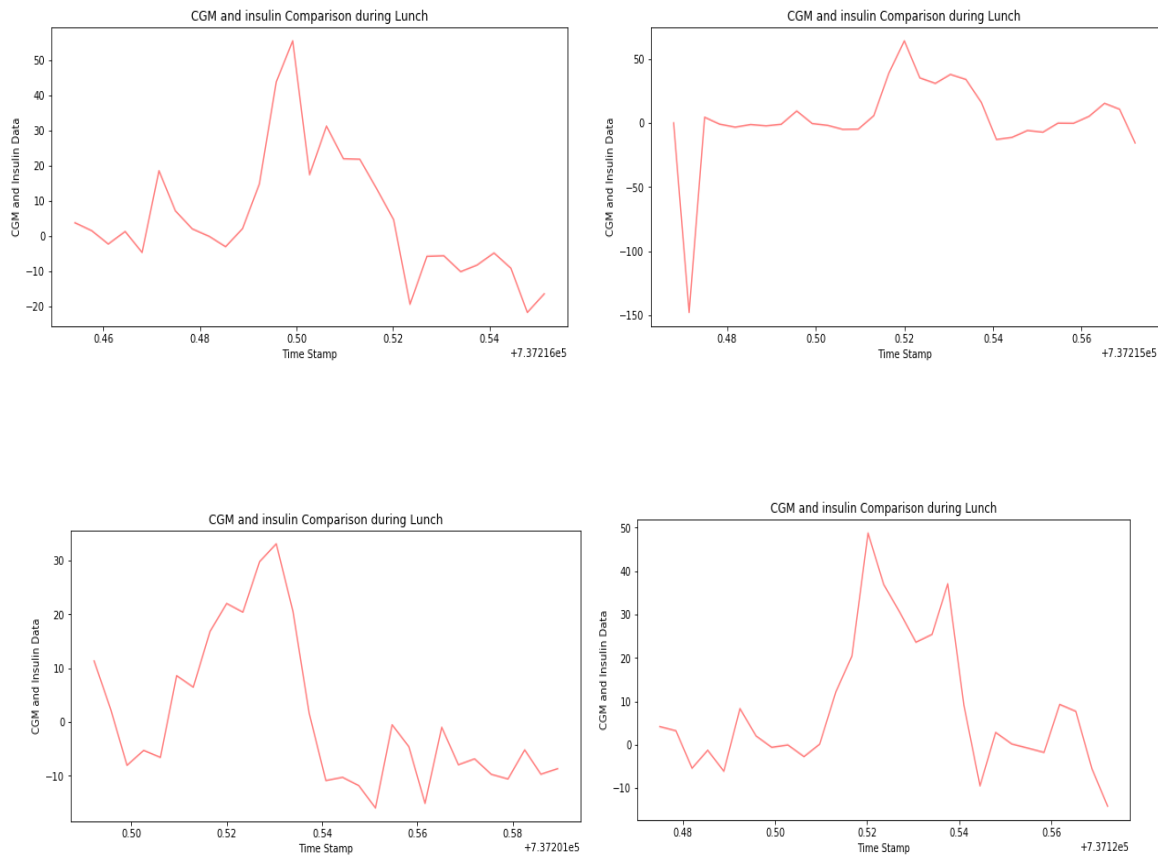 CGM and insulin Comparison during Lunch
CGM and Insulin Data
50
40
30
20
10
0
−10
−20
0.46 0.48 0.50 0.52 0.54
Time Stamp
+7.37216e5
CGM and insulin Comparison during Lunch
CGM and Insulin Data
50
0
−50
−100
−150
0.48 0.50 0.52 0.54 0.56
Time Stamp
+7.37215e5
CGM and insulin Comparison during Lunch
CGM and Insulin Data
30
20
10
0
−10
0.50 0.52 0.54 0.56 0.58
Time Stamp
+7.37201e5
CGM and insulin Comparison during Lunch
CGM and Insulin Data
50
40
30
20
10
0
−10
0.48 0.50 0.52 0.54 0.56
Time Stamp
+7.3712e5